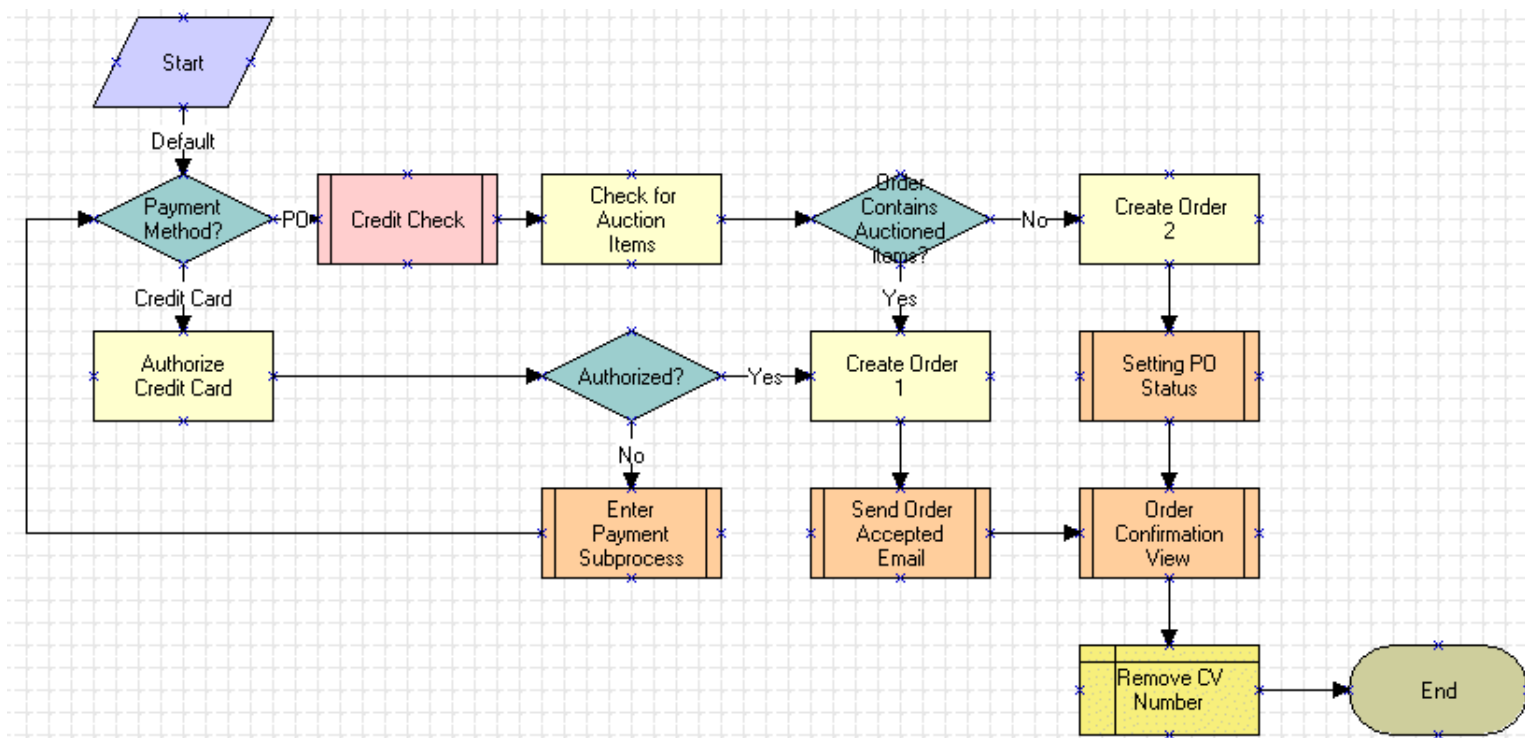 Start
Default
Payment
Method?
PO
Credit Check
Check for
Auction
Items
Order
Contains
Auctioned
items?
No
Create Order
2
Credit Card
Yes
Authorize
Credit Card
Authorized?
Yes
Create Order
1
Setting PO
Status
No
Enter
Payment
Subprocess
Send Order
Accepted
Email
Order
Confirmation
View
Remove CV
Number
End